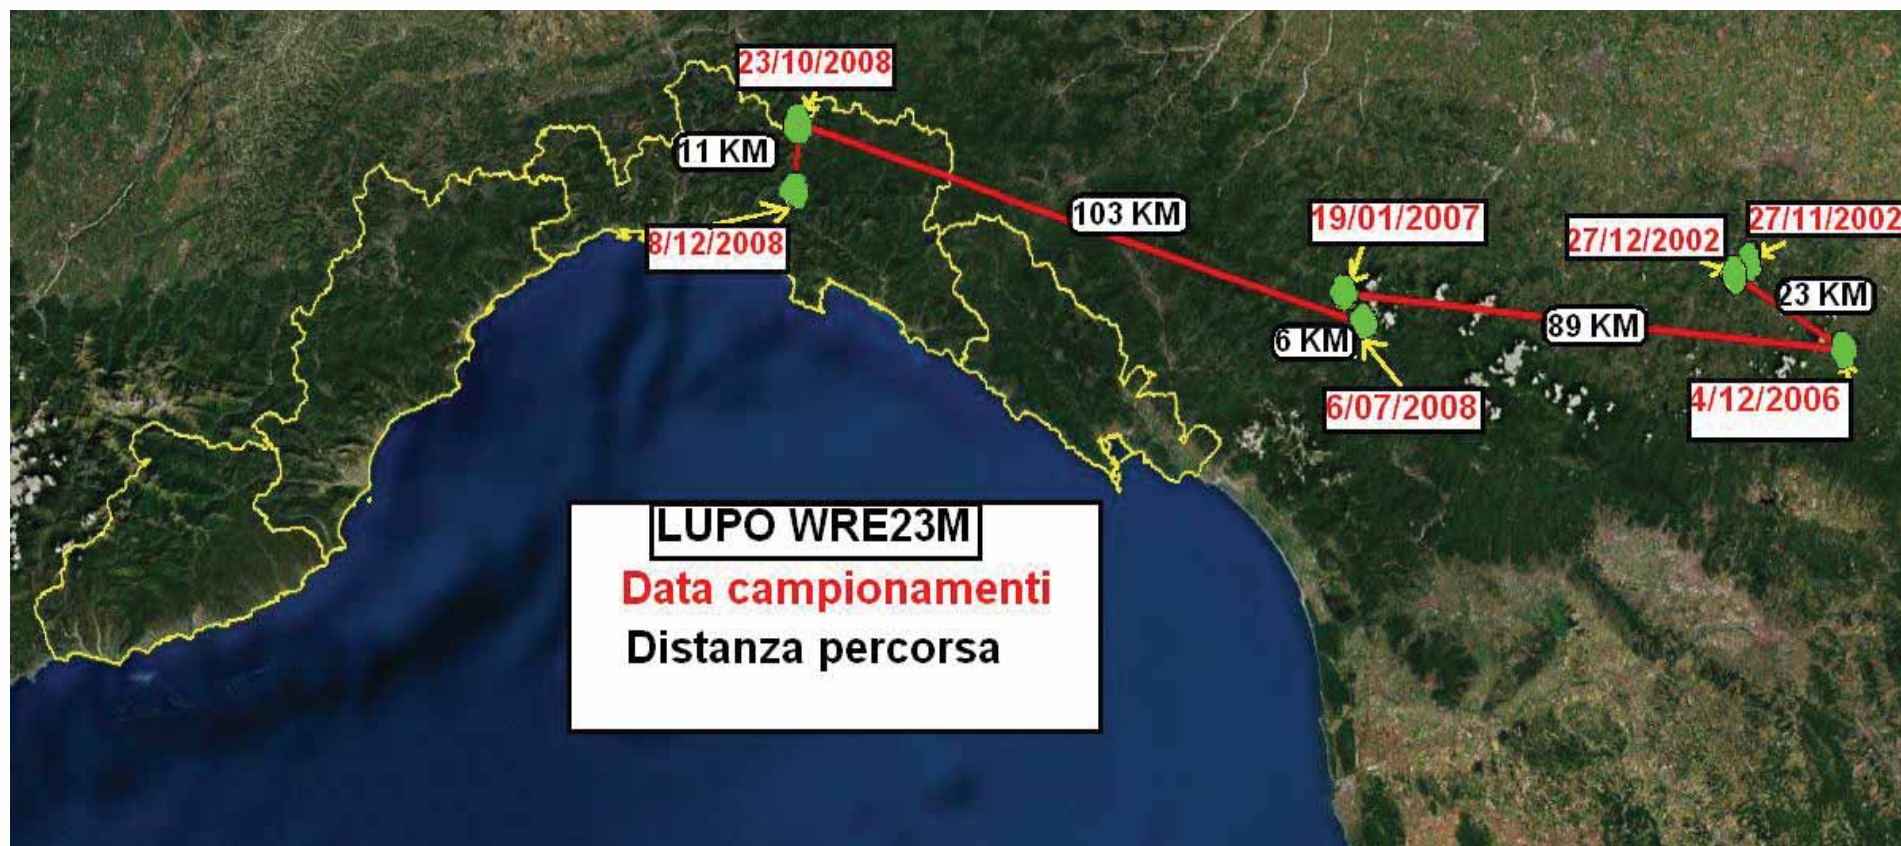 23/10/2008
11 KM
8/12/2008
103 KM
19/01/2007
27/12/2002
27/11/2002
23 KM
89 KM
6 KM
6/07/2008
4/12/2006
LUPO WRE23M
Data campionamenti
Distanza percorsa